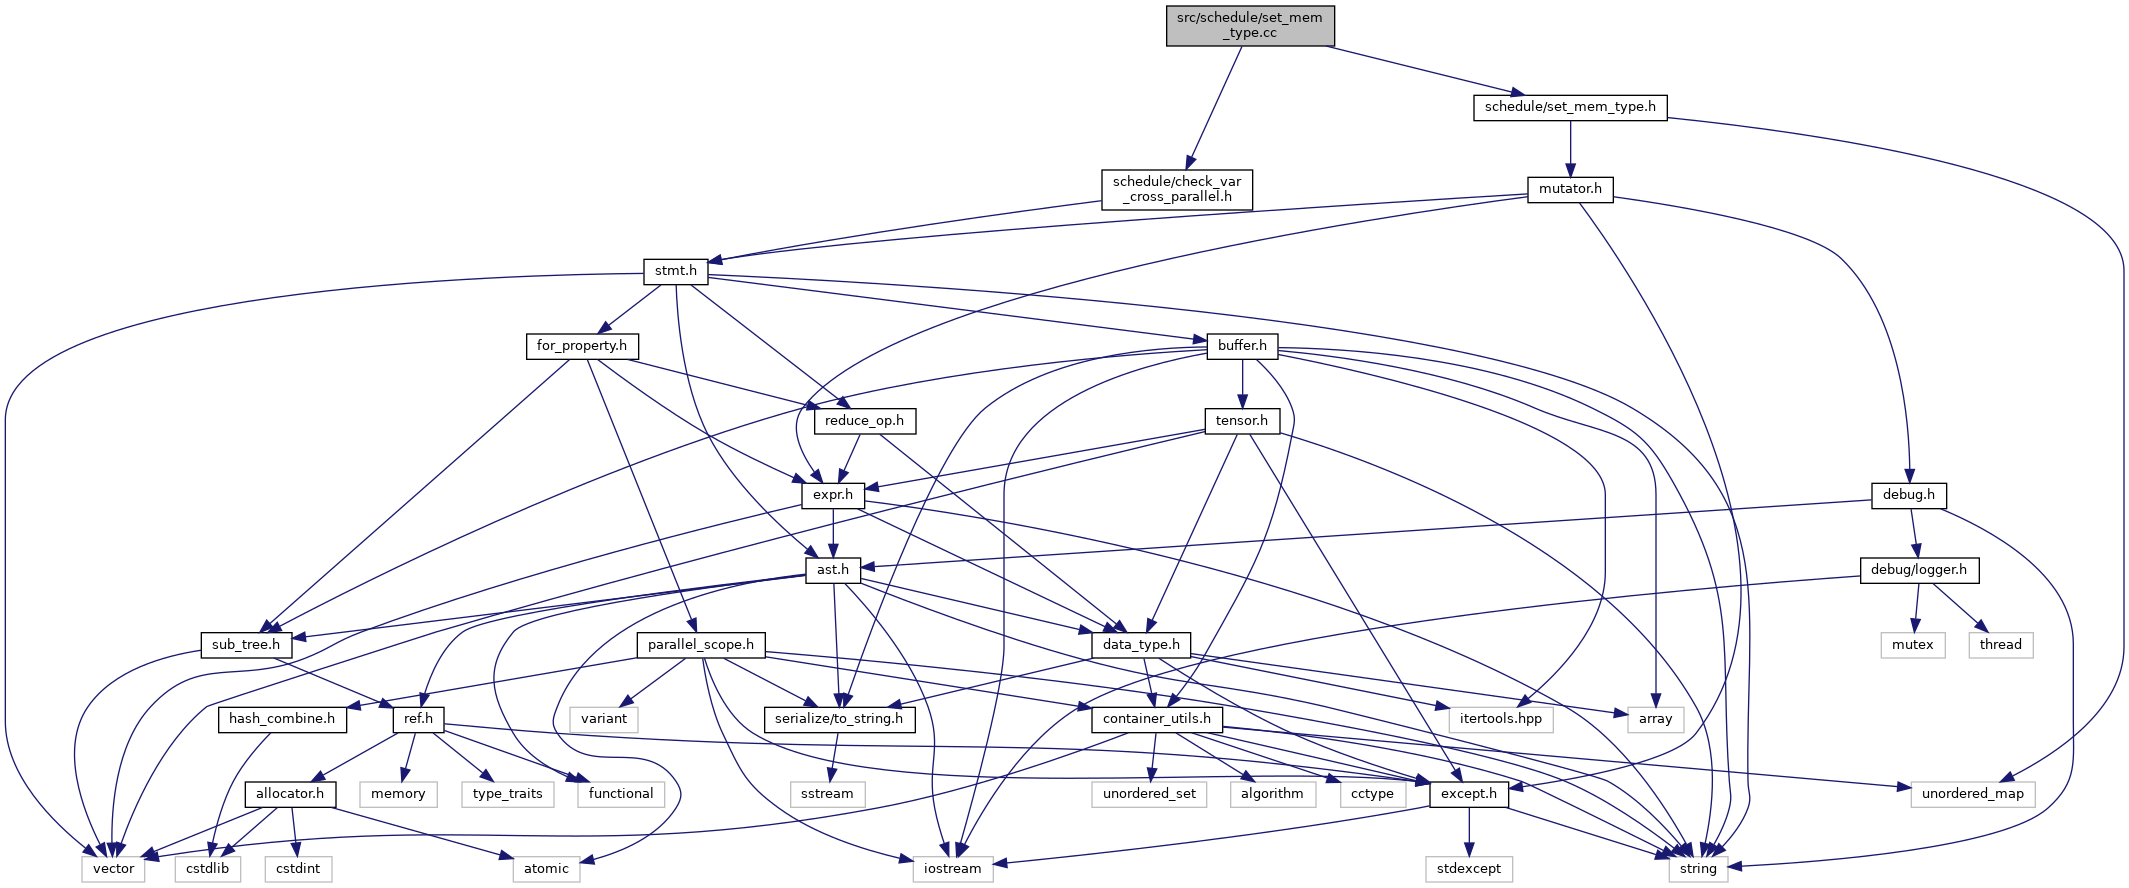 src/schedule/set_mem
_type.cc
schedule/set_mem_type.h
schedule/check_var
_cross_parallel.h
mutator.h
stmt.h
for_property.h
buffer.h
reduce_op.h
tensor.h
expr.h
debug.h
ast.h
debug/logger.h
sub_tree.h
parallel_scope.h
data_type.h
mutex
thread
hash_combine.h
ref.h
variant
serialize/to_string.h
container_utils.h
itertools.hpp
array
allocator.h
memory
type_traits
functional
sstream
unordered_set
algorithm
cctype
except.h
unordered_map
vector
cstdlib
cstdint
atomic
iostream
stdexcept
string